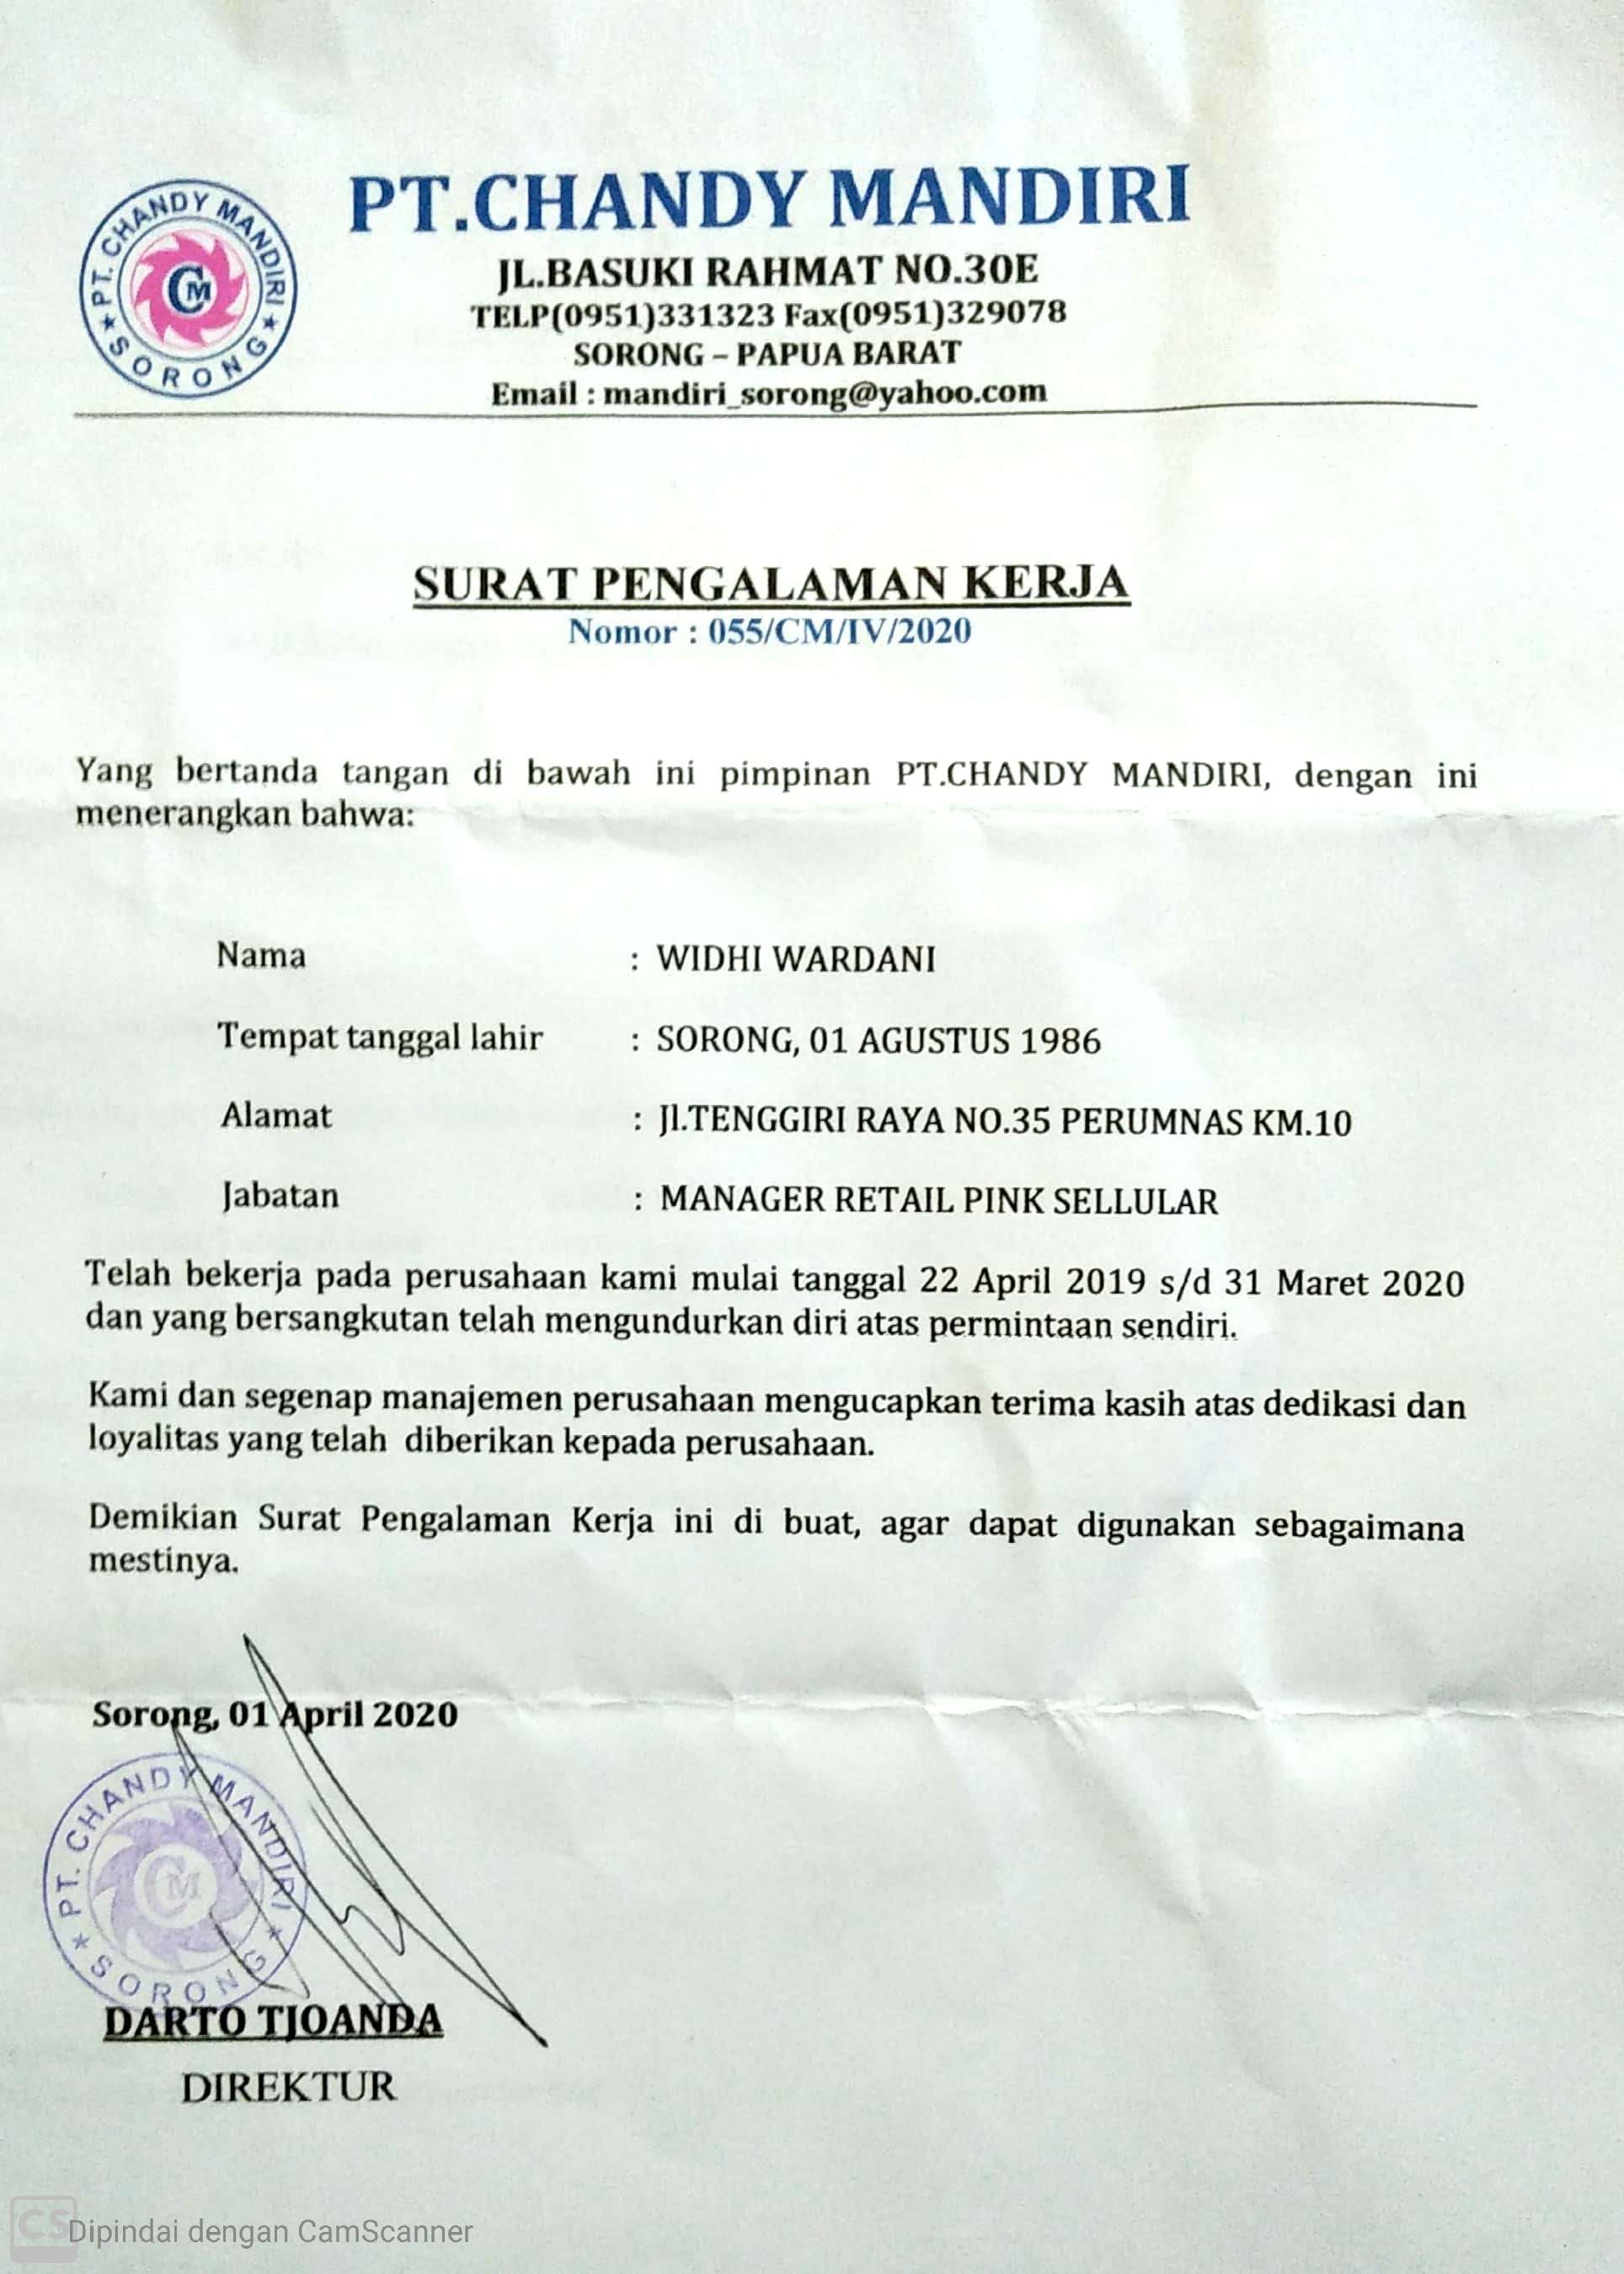 PT. CHANDY MANDIRI
CM
★ SORONG ★
PT.CHANDY MANDIRI
JL.BASUKI RAHMAT NO.30E
TELP(0951)331323 Fax(0951)329078
SORONG – PAPUA BARAT
Email : mandiri_sorong@yahoo.com
SURAT PENGALAMAN KERJA
Nomor : 055/CM/IV/2020
Yang bertanda tangan di bawah ini pimpinan PT.CHANDY MANDIRI, dengan ini
menerangkan bahwa:
Nama : WIDHI WARDANI
Tempat tanggal lahir : SORONG, 01 AGUSTUS 1986
Alamat : Jl.TENGGIRI RAYA NO.35 PERUMNAS KM.10
Jabatan : MANAGER RETAIL PINK SELLULAR
Telah bekerja pada perusahaan kami mulai tanggal 22 April 2019 s/d 31 Maret 2020
dan yang bersangkutan telah mengundurkan diri atas permintaan sendiri.
Kami dan segenap manajemen perusahaan mengucapkan terima kasih atas dedikasi dan
loyalitas yang telah diberikan kepada perusahaan.
Demikian Surat Pengalaman Kerja ini di buat, agar dapat digunakan sebagaimana
mestinya.
Sorong, 01 April 2020
PT. CHANDY MANDIRI
CM
★ SORONG ★
DARTO TJOANDA
DIREKTUR
CS Dipindai dengan CamScanner